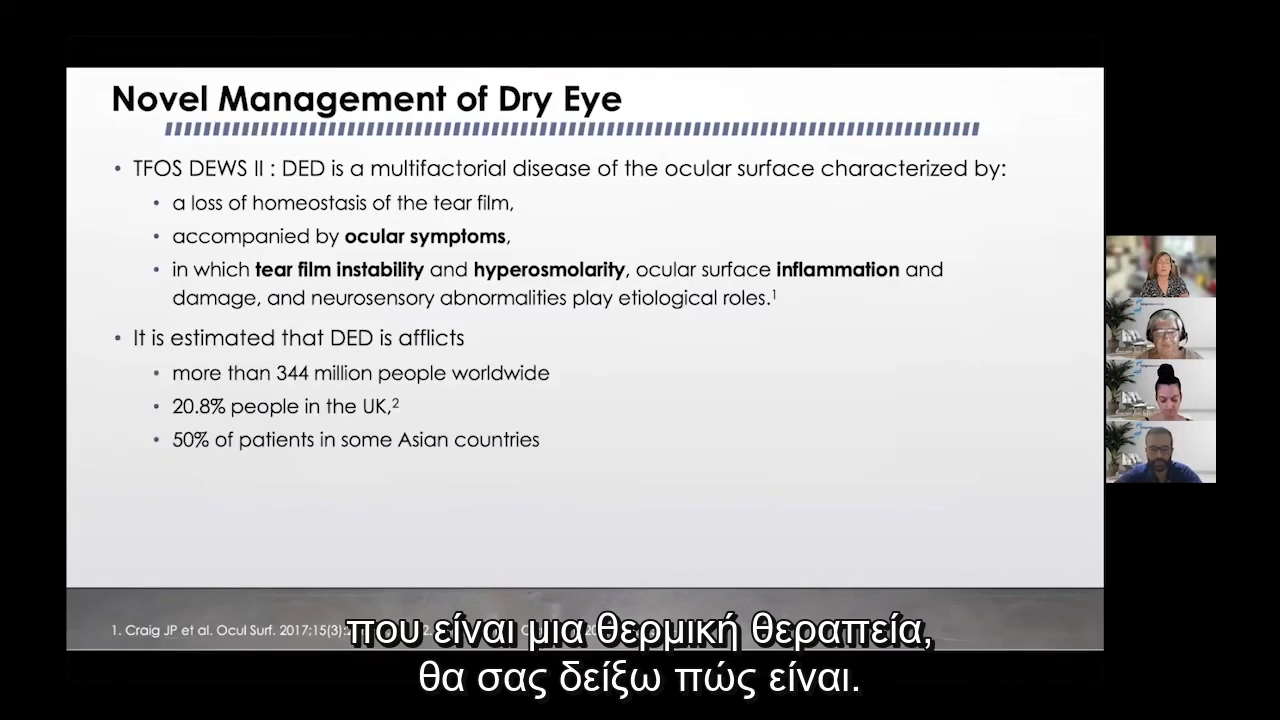 Novel Management of Dry Eye
• TFOS DEWS II : DED is a multifactorial disease of the ocular surface characterized by:
• a loss of homeostasis of the tear film,
• accompanied by ocular symptoms,
• in which tear film instability and hyperosmolarity, ocular surface inflammation and
damage, and neurosensory abnormalities play etiological roles.¹
• It is estimated that DED is afflicts
• more than 344 million people worldwide
• 20.8% people in the UK,²
• 50% of patients in some Asian countries
1. Craig JP et al. Ocul Surf. 2017;15(3):
που είναι μια θερμική θεραπεία,
θα σας δείξω πώς είναι.